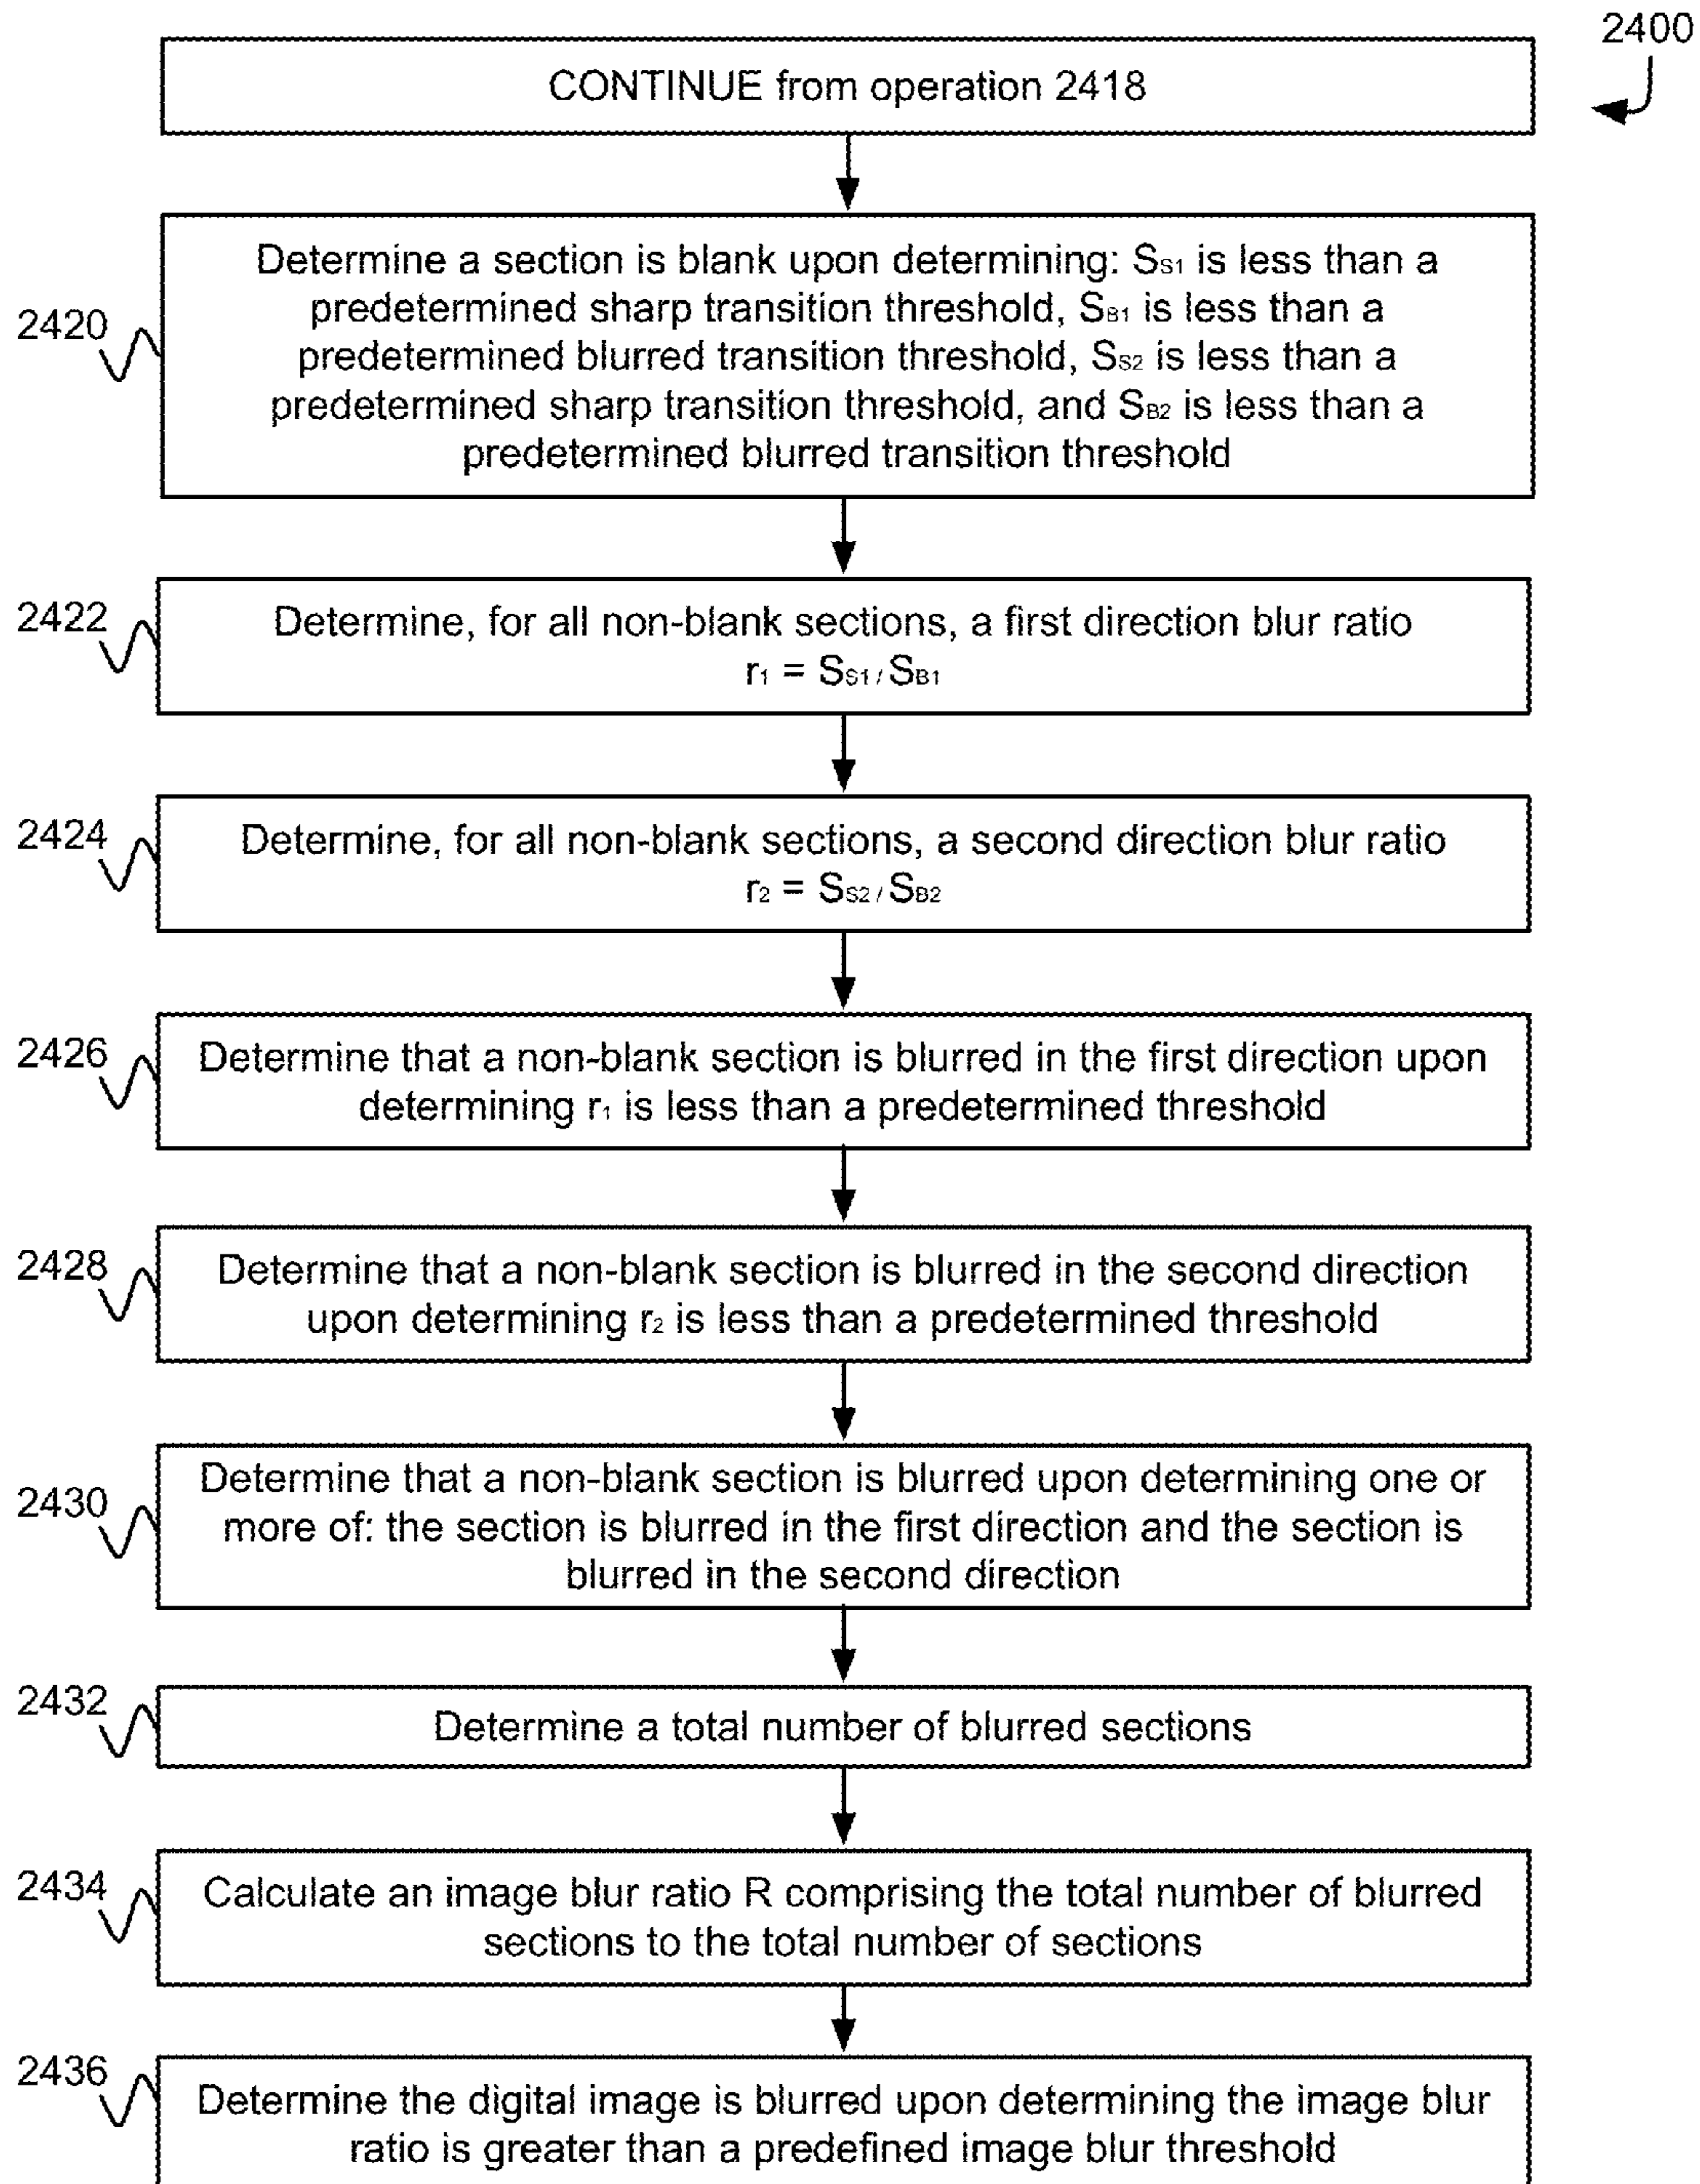 2400
CONTINUE from operation 2418
2420
Determine a section is blank upon determining: SS1 is less than a
predetermined sharp transition threshold, SB1 is less than a
predetermined blurred transition threshold, SS2 is less than a
predetermined sharp transition threshold, and SB2 is less than a
predetermined blurred transition threshold
2422
Determine, for all non-blank sections, a first direction blur ratio
r1 = SS1 / SB1
2424
Determine, for all non-blank sections, a second direction blur ratio
r2 = SS2 / SB2
2426
Determine that a non-blank section is blurred in the first direction upon
determining r1 is less than a predetermined threshold
2428
Determine that a non-blank section is blurred in the second direction
upon determining r2 is less than a predetermined threshold
2430
Determine that a non-blank section is blurred upon determining one or
more of: the section is blurred in the first direction and the section is
blurred in the second direction
2432
Determine a total number of blurred sections
2434
Calculate an image blur ratio R comprising the total number of blurred
sections to the total number of sections
2436
Determine the digital image is blurred upon determining the image blur
ratio is greater than a predefined image blur threshold